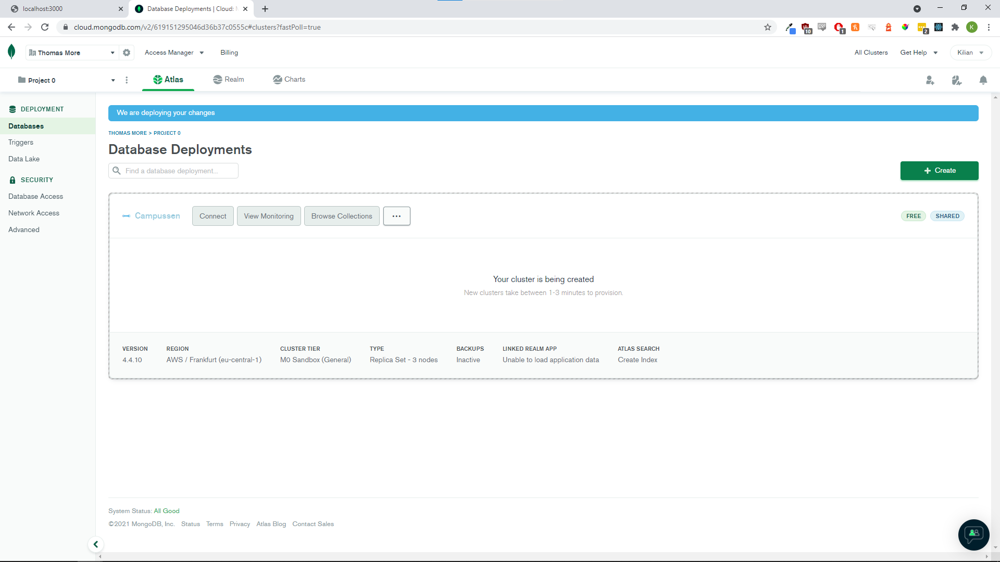 localhost:3000
Database Deployments | Cloud:
cloud.mongodb.com/v2/619151295046d36b37c0555c#clusters?fastPoll=true
10
1
2
K
Thomas More
Access Manager
Billing
All Clusters
Get Help
Kilian
Project 0
Atlas
Realm
Charts
DEPLOYMENT
Databases
Triggers
Data Lake
SECURITY
Database Access
Network Access
Advanced
We are deploying your changes
THOMAS MORE > PROJECT 0
Database Deployments
Find a database deployment...
+ Create
Campussen
Connect
View Monitoring
Browse Collections
...
FREE
SHARED
Your cluster is being created
New clusters take between 1-3 minutes to provision.
VERSION
4.4.10
REGION
AWS / Frankfurt (eu-central-1)
CLUSTER TIER
M0 Sandbox (General)
TYPE
Replica Set - 3 nodes
BACKUPS
Inactive
LINKED REALM APP
Unable to load application data
ATLAS SEARCH
Create Index
System Status: All Good
©2021 MongoDB, Inc. Status Terms Privacy Atlas Blog Contact Sales